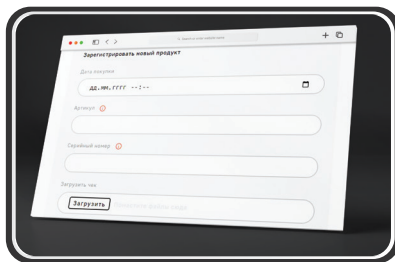 Зарегистрировать новый продукт
Дата покупки
ДД.ММ.ГГГГ --:--
Артикул
Серийный номер
Загрузить чек
Загрузить